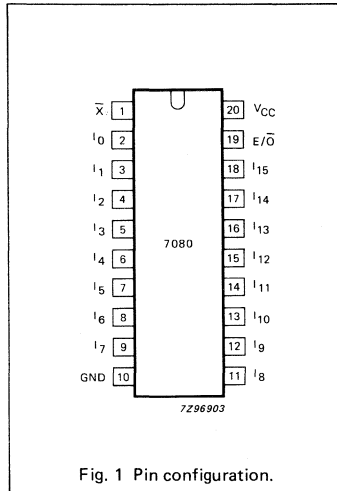 X̅ 1 20 VCC
I0 2 19 E/O̅
I1 3 18 I15
I2 4 17 I14
I3 5 16 I13
I4 6 7080 15 I12
I5 7 14 I11
I6 8 13 I10
I7 9 12 I9
GND 10 11 I8
7Z96903
Fig. 1 Pin configuration.